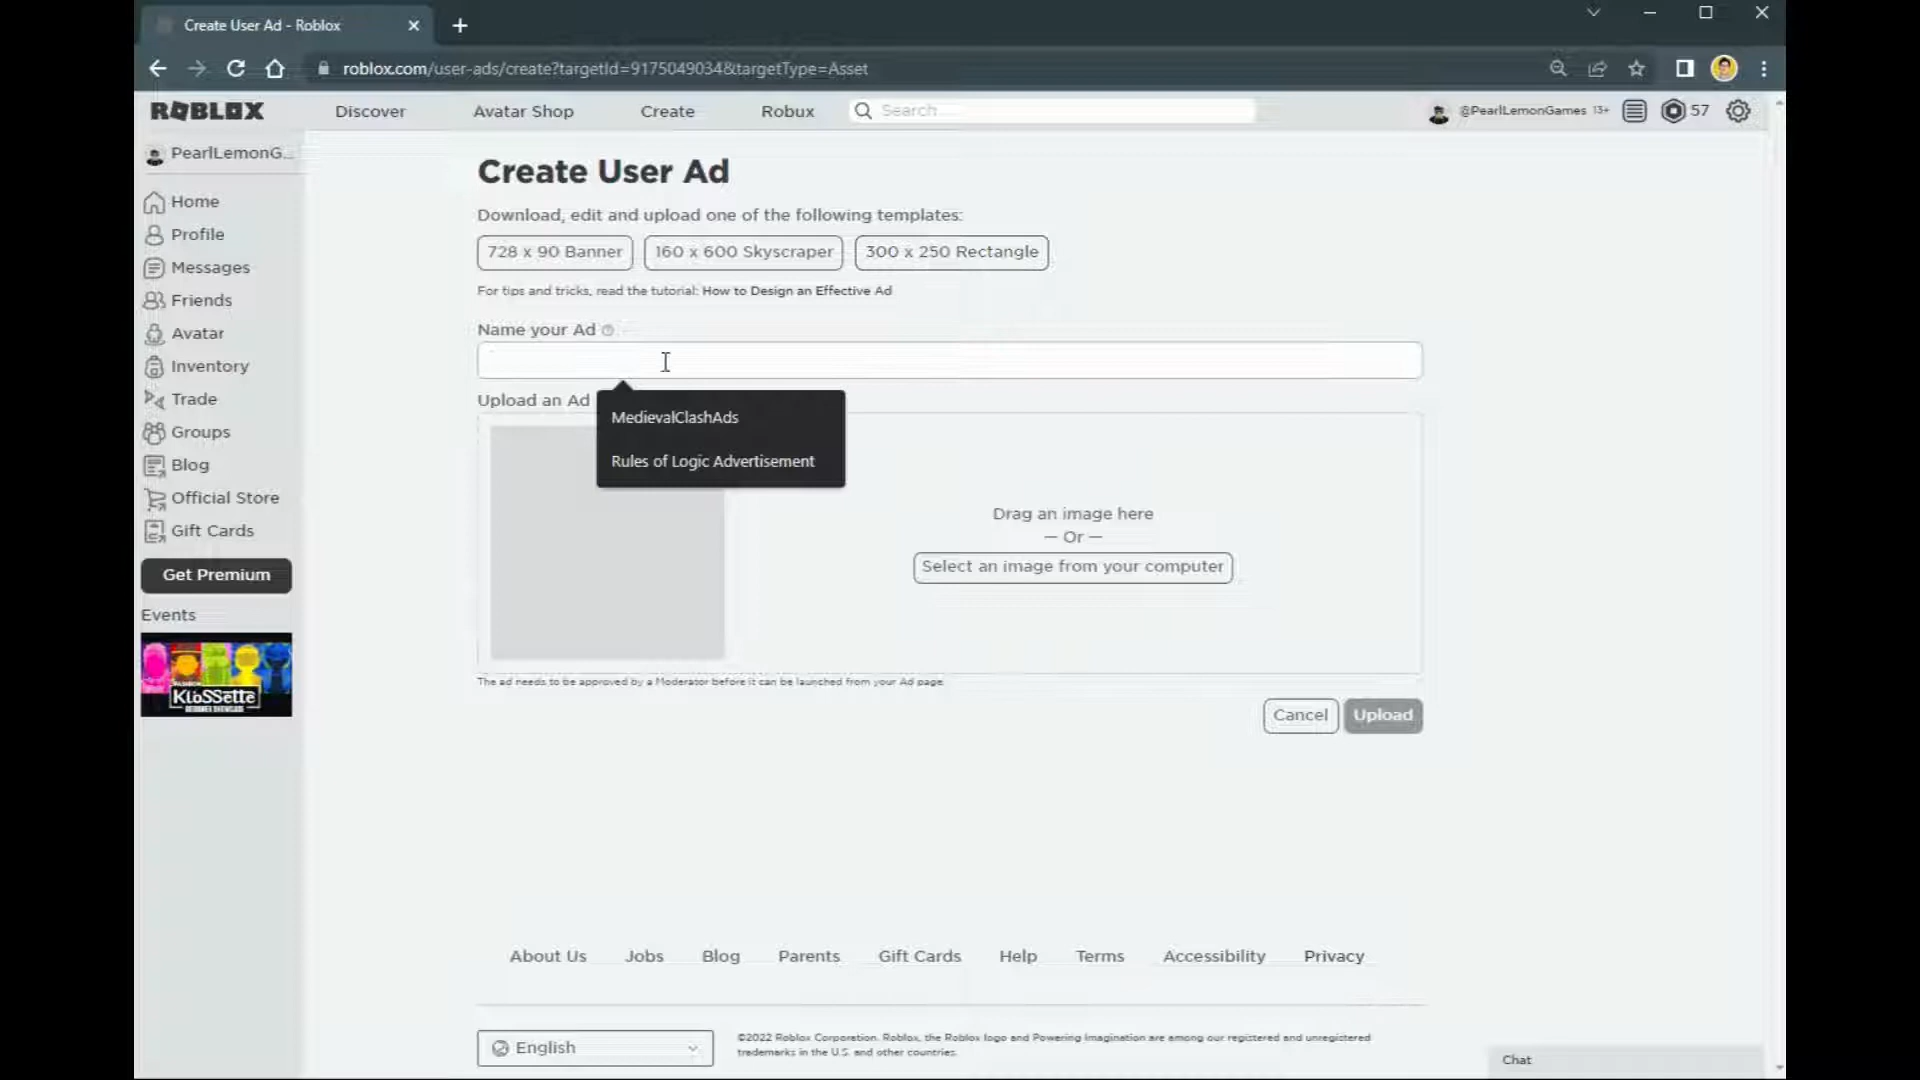 Create User Ad - Roblox
roblox.com/user-ads/create?targetId=9175049034&targetType=Asset
ROBLOX
Discover
Avatar Shop
Create
Robux
Search
@PearlLemonGames 13+
57
PearlLemonG...
Home
Profile
Messages
Friends
Avatar
Inventory
Trade
Groups
Blog
Official Store
Gift Cards
Get Premium
Events
KLOSSette
Create User Ad
Download, edit and upload one of the following templates:
728 x 90 Banner
160 x 600 Skyscraper
300 x 250 Rectangle
For tips and tricks, read the tutorial: How to Design an Effective Ad
Name your Ad
MedievalClashAds
Rules of Logic Advertisement
Upload an Ad
Drag an image here
— Or —
Select an image from your computer
The ad needs to be approved by a Moderator before it can be launched from your Ad page.
Cancel
Upload
About Us
Jobs
Blog
Parents
Gift Cards
Help
Terms
Accessibility
Privacy
English
©2022 Roblox Corporation. Roblox, the Roblox logo and Powering Imagination are among our registered and unregistered
trademarks in the U.S. and other countries.
Chat